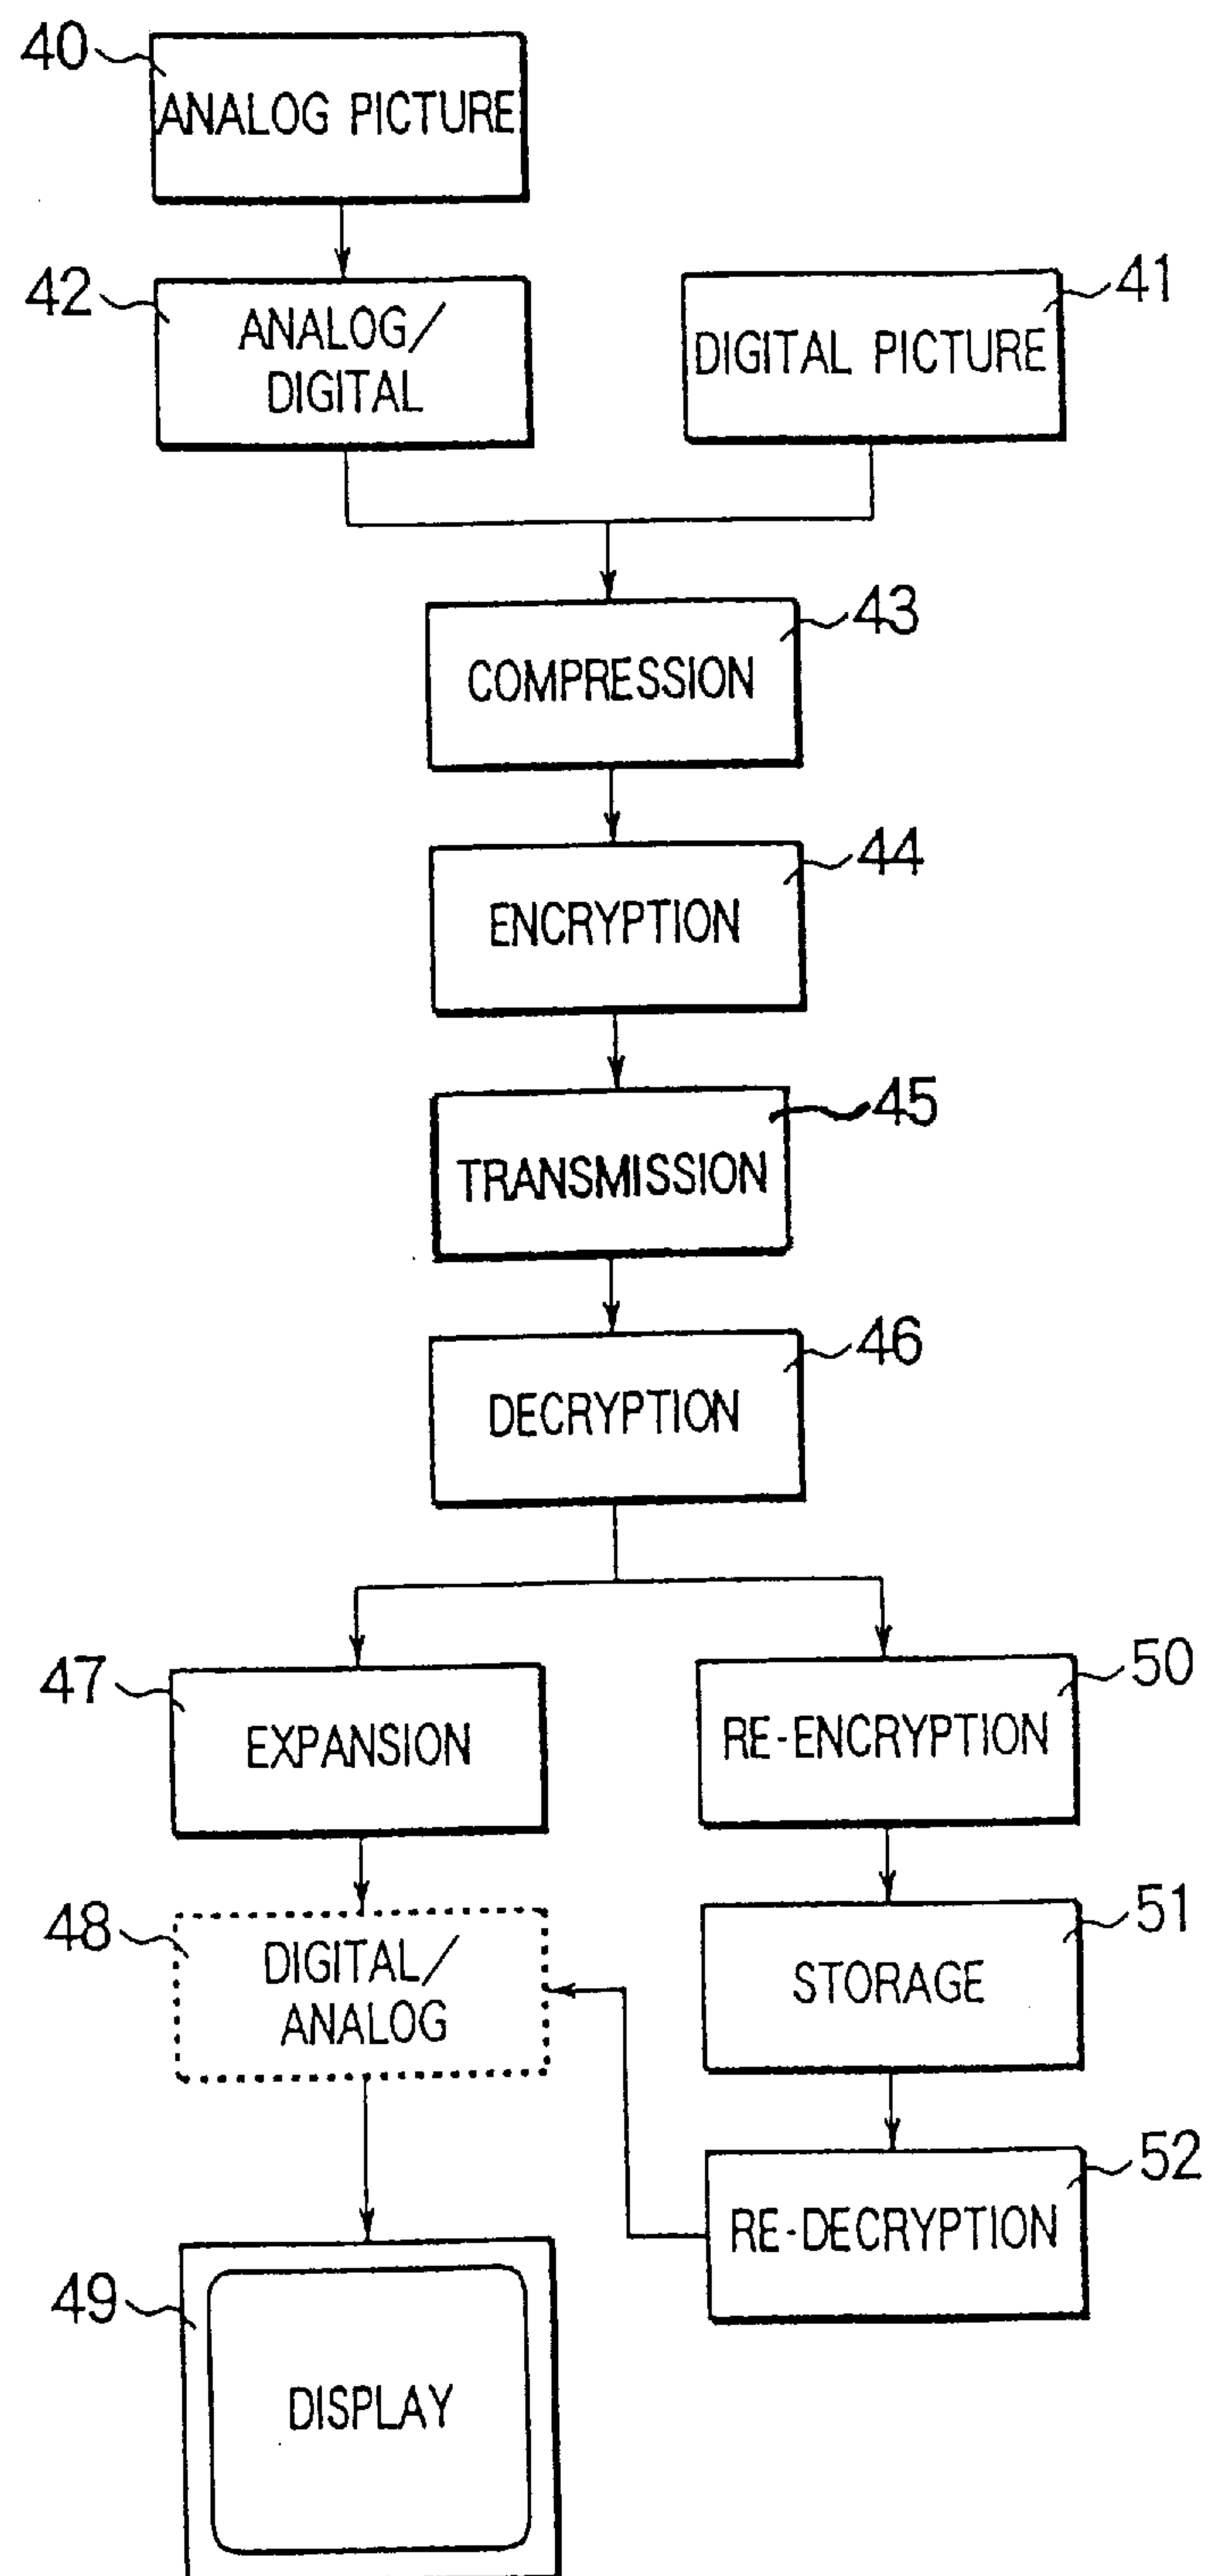 40
ANALOG PICTURE
42
ANALOG/
DIGITAL
41
DIGITAL PICTURE
43
COMPRESSION
44
ENCRYPTION
45
TRANSMISSION
46
DECRYPTION
47
EXPANSION
50
RE-ENCRYPTION
48
DIGITAL/
ANALOG
51
STORAGE
52
RE-DECRYPTION
49
DISPLAY